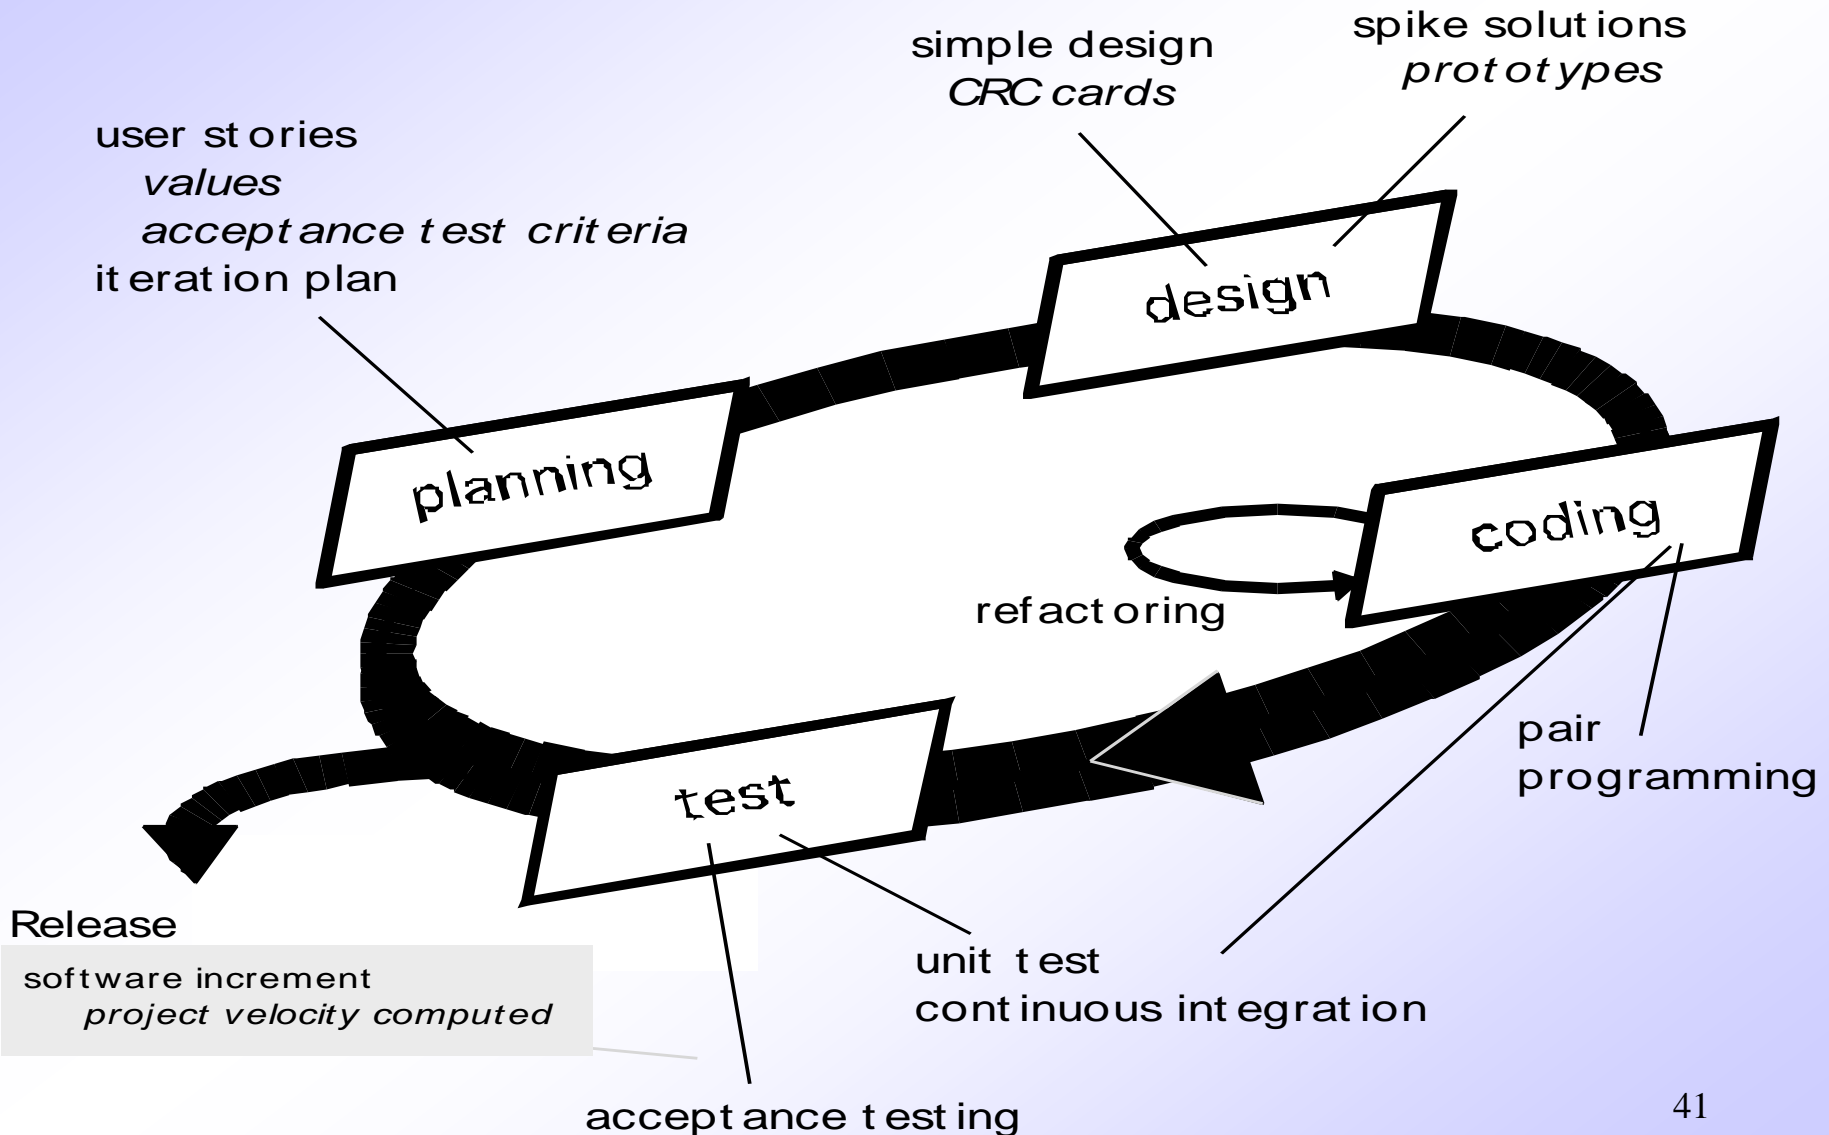 simple design
CRC cards
spike solutions
prototypes
user stories
values
acceptance test criteria
iteration plan
design
planning
coding
refactoring
pair
programming
test
Release
software increment
project velocity computed
unit test
continuous integration
acceptance testing
41